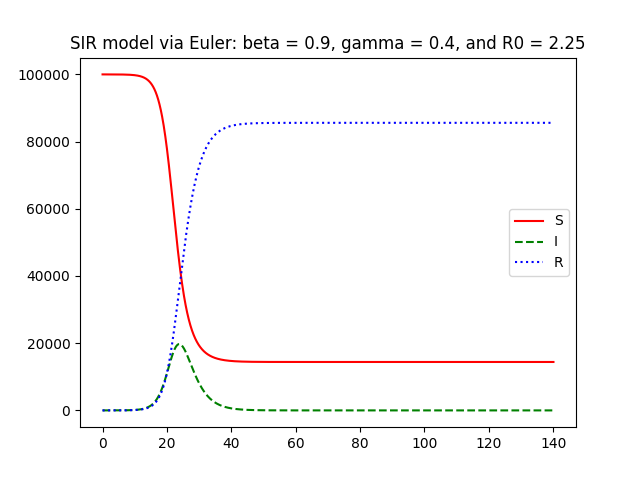 SIR model via Euler: beta = 0.9, gamma = 0.4, and R0 = 2.25
100000
80000
60000
40000
20000
0
S
I
R
0 20 40 60 80 100 120 140